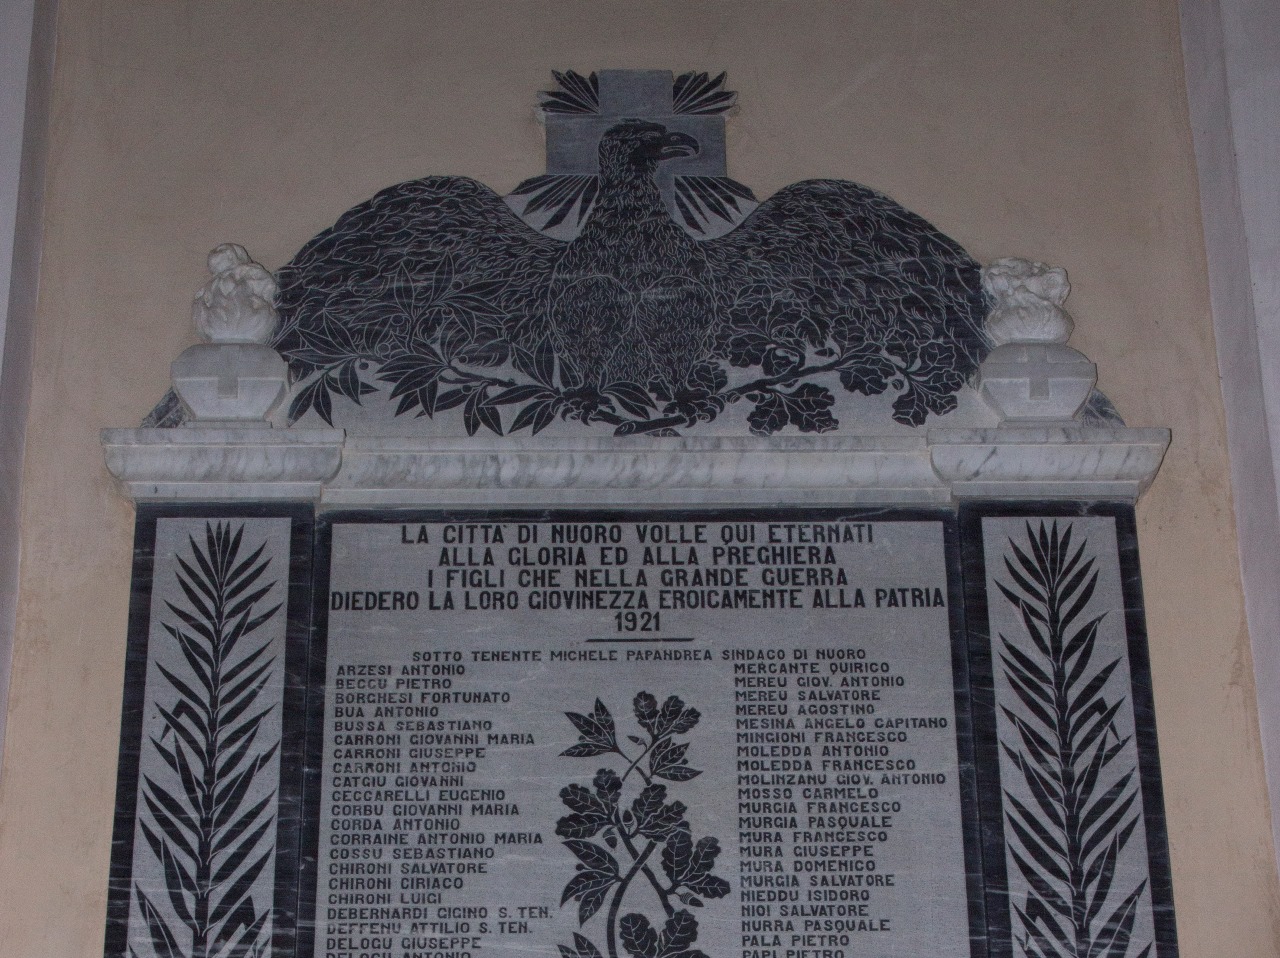 LA CITTA' DI NUORO VOLLE QUI ETERNATI
ALLA GLORIA ED ALLA PREGHIERA
I FIGLI CHE NELLA GRANDE GUERRA
DIEDERO LA LORO GIOVINEZZA EROICAMENTE ALLA PATRIA
1921
SOTTO TENENTE MICHELE PAPANDREA SINDACO DI NUORO
ARZESI ANTONIO
BECCU PIETRO
BORGHESI FORTUNATO
BUA ANTONIO
BUSSA SEBASTIANO
CARRONI GIOVANNI MARIA
CARRONI GIUSEPPE
CARRONI ANTONIO
CATGIU GIOVANNI
CECCARELLI EUGENIO
CORBU GIOVANNI MARIA
CORDA ANTONIO
CORRAINE ANTONIO MARIA
COSSU SEBASTIANO
CHIRONI SALVATORE
CHIRONI CIRIACO
CHIRONI LUIGI
DEBERNARDI GIGINO S. TEN.
DEFFENU ATTILIO S. TEN.
DELOGU GIUSEPPE
DELOGU ANTONIO
MERCANTE QUIRICO
MEREU GIOV. ANTONIO
MEREU SALVATORE
MEREU AGOSTINO
MESINA ANGELO CAPITANO
MINGIONI FRANCESCO
MOLEDDA ANTONIO
MOLEDDA FRANCESCO
MOLINZANU GIOV. ANTONIO
MOSSO CARMELO
MURGIA FRANCESCO
MURGIA PASQUALE
MURA FRANCESCO
MURA GIUSEPPE
MURA DOMENICO
MURGIA SALVATORE
NIEDDU ISIDORO
NIOI SALVATORE
NURRA PASQUALE
PALA PIETRO
PAPI PIETRO